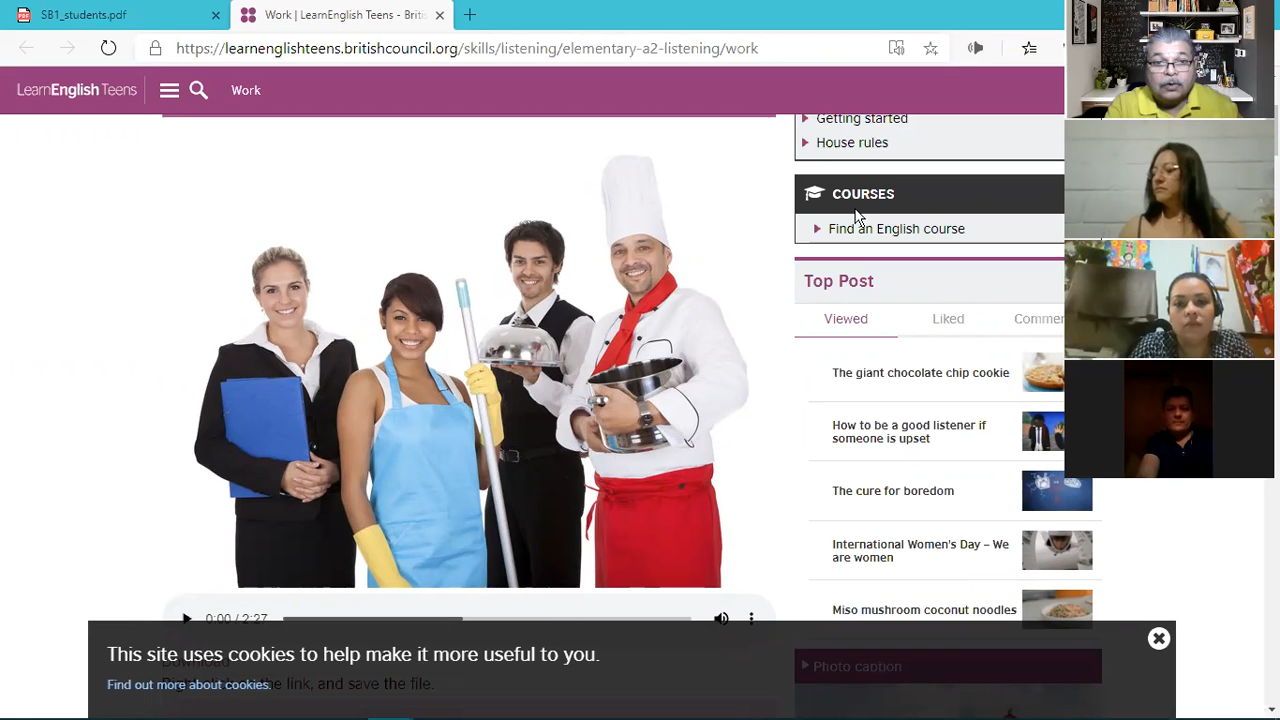 SB1_students.pdf
Work | LearnEnglish Teens - Briti
https://learnenglishteens.britishcouncil.org/skills/listening/elementary-a2-listening/work
LearnEnglish Teens
Work
Getting started
House rules
COURSES
Find an English course
Top Post
Viewed
Liked
Commen
The giant chocolate chip cookie
How to be a good listener if
someone is upset
The cure for boredom
International Women's Day – We
are women
Miso mushroom coconut noodles
0:00 / 2:27
This site uses cookies to help make it more useful to you.
Download
Find out more about cookies.
link, and save the file.
Photo caption